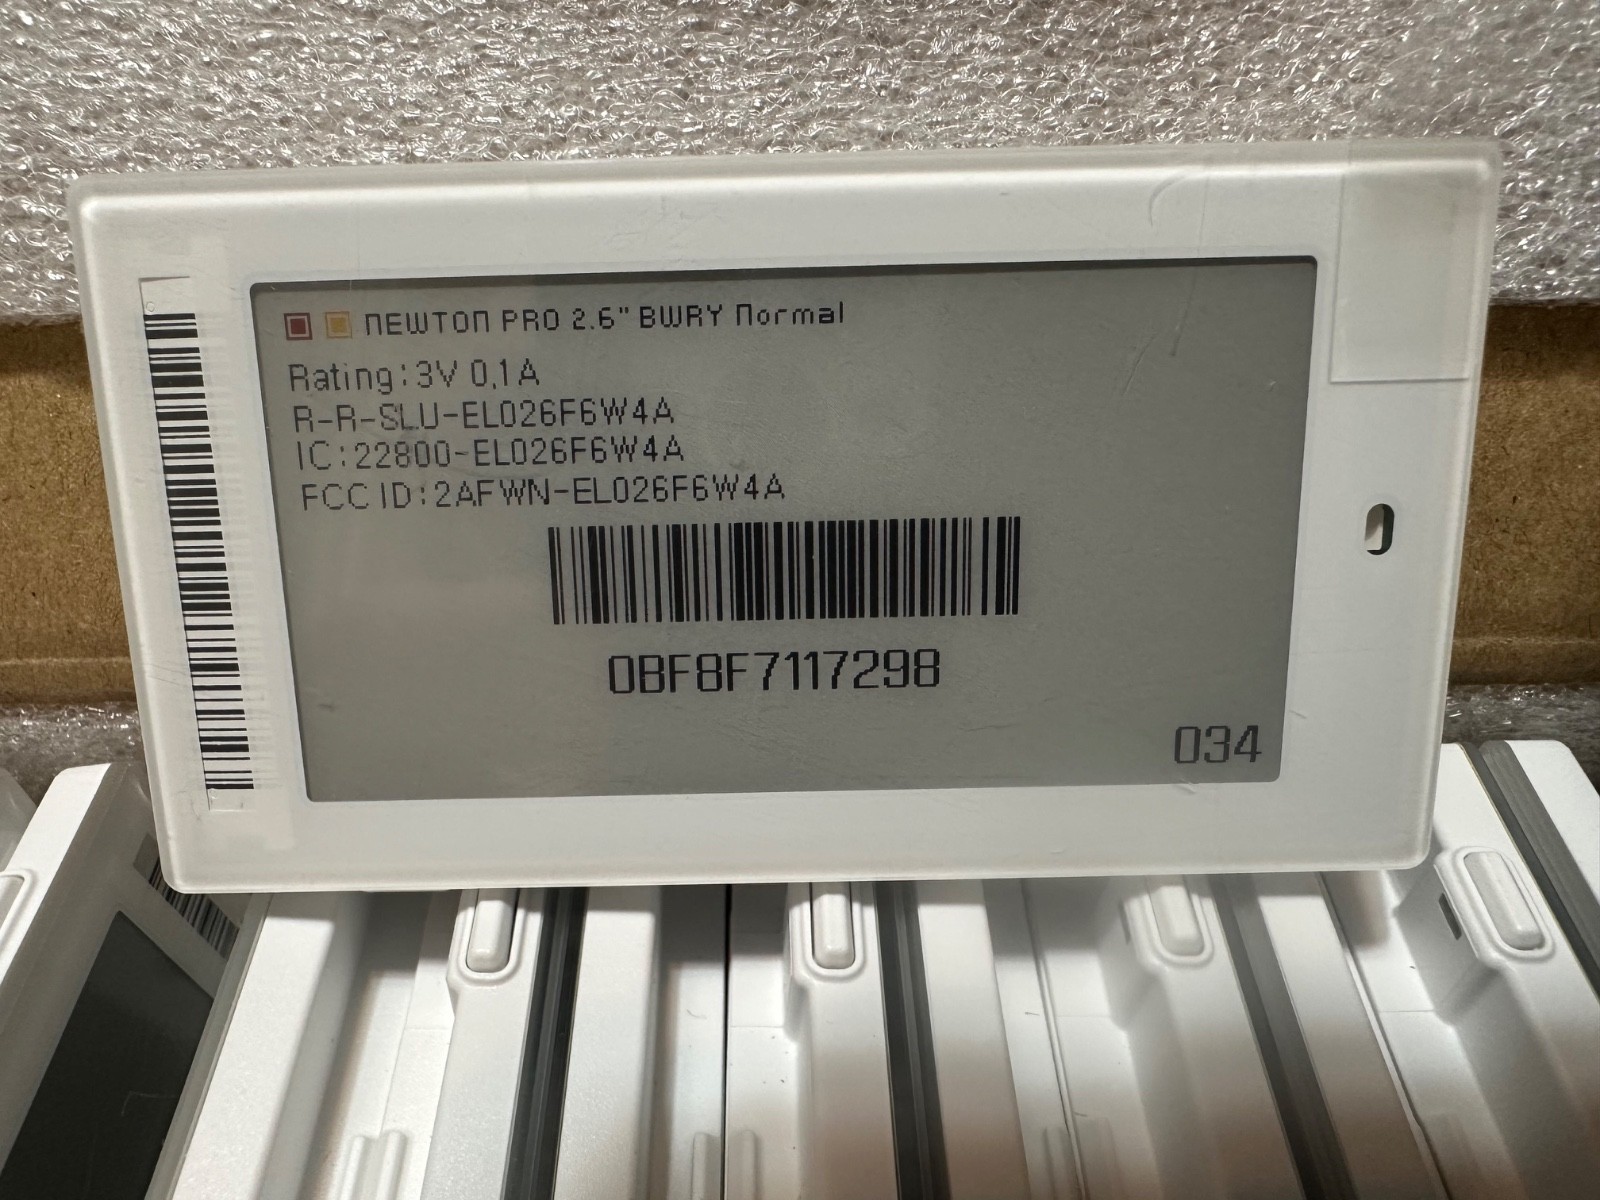 NEWTON PRO 2.6" BWRY Normal
Rating:3V 0,1A
R-R-SLU-EL026F6W4A
IC:22800-EL026F6W4A
FCC ID:2AFWN-EL026F6W4A
0BF8F7117298
034